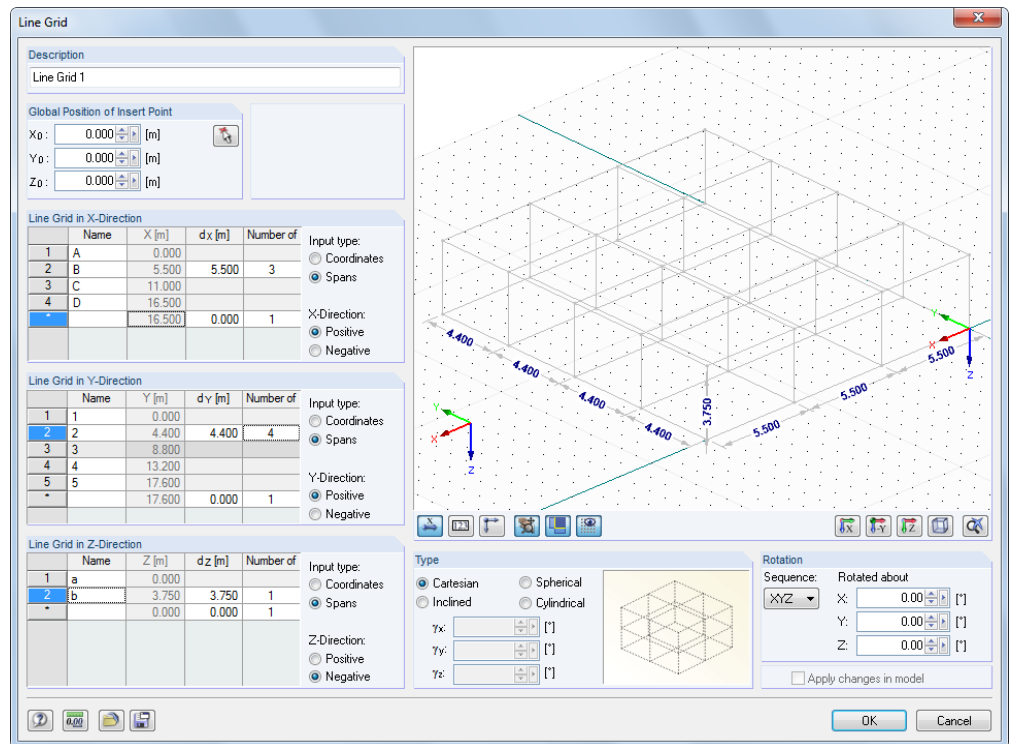 Line Grid
Description
Line Grid 1
Global Position of Insert Point
X0: 0.000 [m]
Y0: 0.000 [m]
Z0: 0.000 [m]
Line Grid in X-Direction
Name X [m] dX [m] Number of
1 A 0.000
2 B 5.500 5.500 3
3 C 11.000
4 D 16.500
* 16.500 0.000 1
Input type:
Coordinates
Spans
X-Direction:
Positive
Negative
Line Grid in Y-Direction
Name Y [m] dY [m] Number of
1 1 0.000
2 2 4.400 4.400 4
3 3 8.800
4 4 13.200
5 5 17.600
* 17.600 0.000 1
Input type:
Coordinates
Spans
Y-Direction:
Positive
Negative
Line Grid in Z-Direction
Name Z [m] dZ [m] Number of
1 a 0.000
2 b 3.750 3.750 1
* 0.000 0.000 1
Input type:
Coordinates
Spans
Z-Direction:
Positive
Negative
4.400
4.400
4.400
4.400
3.750
5.500
5.500
5.500
Y
X
Z
Y
X
Z
X 123 X -Y Z
Type
Cartesian Spherical
Inclined Cylindrical
γx: [°]
γy: [°]
γz: [°]
Rotation
Sequence: Rotated about
XYZ X: 0.00 [°]
Y: 0.00 [°]
Z: 0.00 [°]
Apply changes in model
0.00
OK Cancel